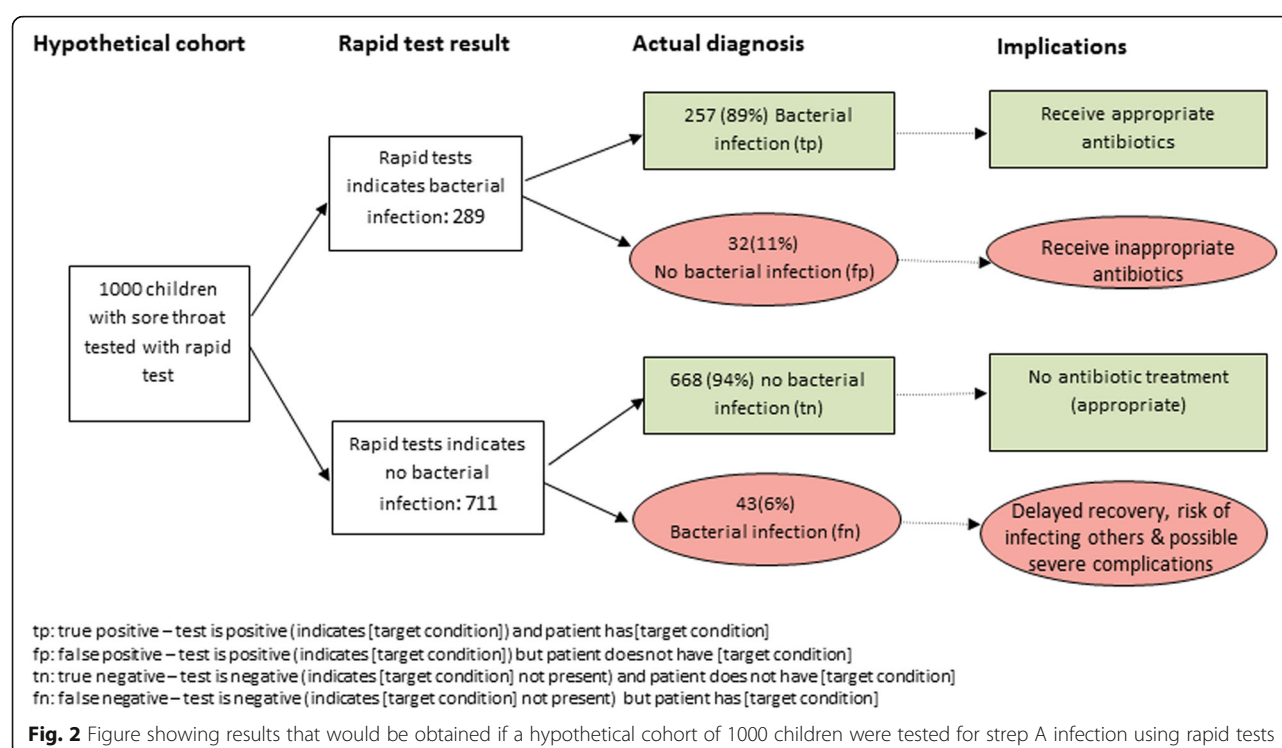 Hypothetical cohort
Rapid test result
Actual diagnosis
Implications
1000 children
with sore throat
tested with rapid
test
Rapid tests
indicates bacterial
infection: 289
Rapid tests indicates
no bacterial
infection: 711
257 (89%) Bacterial
infection (tp)
32(11%)
No bacterial infection (fp)
668 (94%) no bacterial
infection (tn)
43(6%)
Bacterial infection (fn)
Receive appropriate
antibiotics
Receive inappropriate
antibiotics
No antibiotic treatment
(appropriate)
Delayed recovery, risk of
infecting others & possible
severe complications
tp: true positive – test is positive (indicates [target condition]) and patient has [target condition]
fp: false positive – test is positive (indicates [target condition]) but patient does not have [target condition]
tn: true negative – test is negative (indicates [target condition] not present) and patient does not have [target condition]
fn: false negative – test is negative (indicates [target condition] not present) but patient has [target condition]
Fig. 2 Figure showing results that would be obtained if a hypothetical cohort of 1000 children were tested for strep A infection using rapid tests